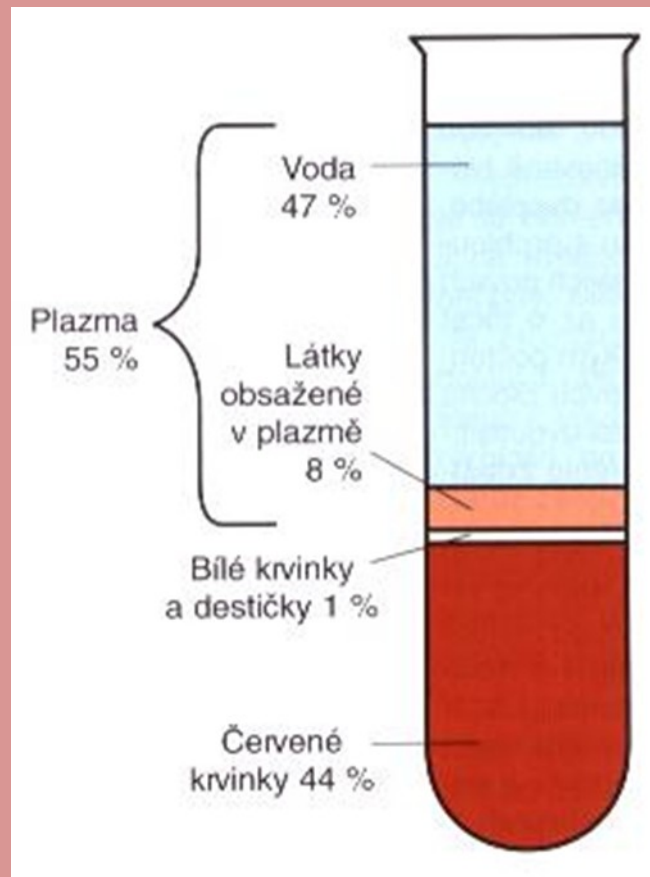 Voda
47 %
Plazma
55 %
Látky
obsažené
v plazmě
8 %
Bílé krvinky
a destičky 1 %
Červené
krvinky 44 %